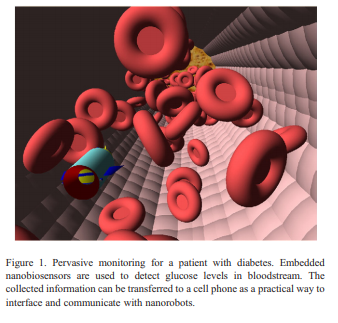 Figure 1. Pervasive monitoring for a patient with diabetes. Embedded
nanobiosensors are used to detect glucose levels in bloodstream. The
collected information can be transferred to a cell phone as a practical way to
interface and communicate with nanorobots.